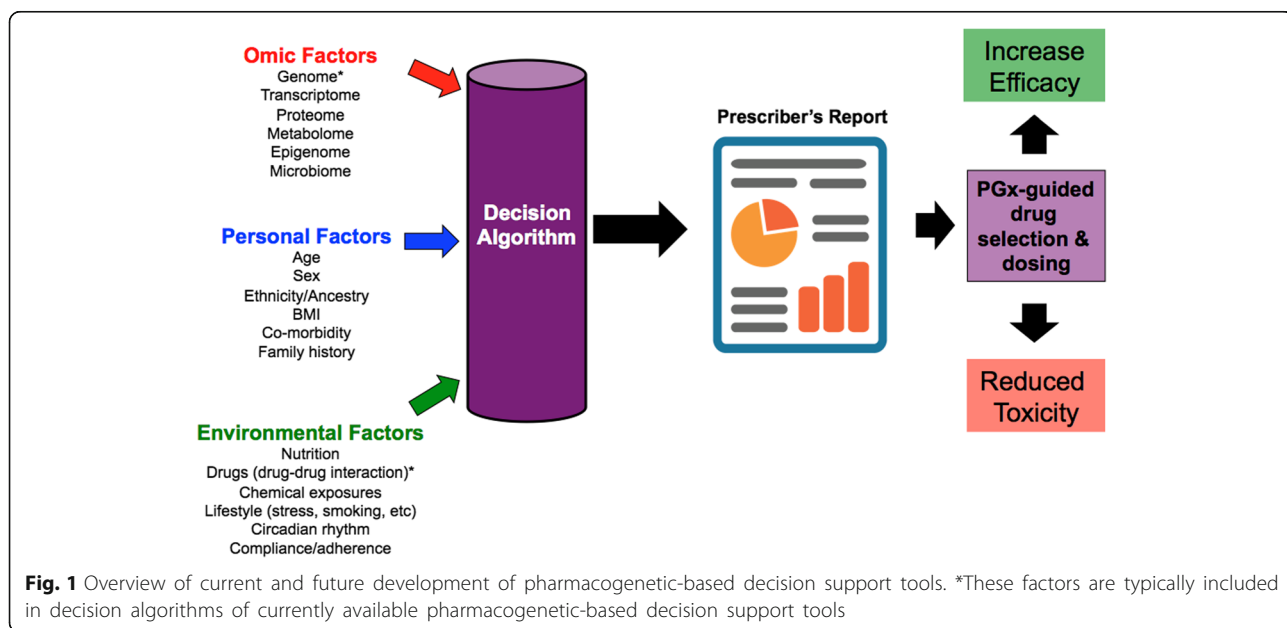 Omic Factors
Genome*
Transcriptome
Proteome
Metabolome
Epigenome
Microbiome
Personal Factors
Age
Sex
Ethnicity/Ancestry
BMI
Co-morbidity
Family history
Environmental Factors
Nutrition
Drugs (drug-drug interaction)*
Chemical exposures
Lifestyle (stress, smoking, etc)
Circadian rhythm
Compliance/adherence
Decision
Algorithm
Prescriber's Report
Increase
Efficacy
PGx-guided
drug
selection &
dosing
Reduced
Toxicity
Fig. 1 Overview of current and future development of pharmacogenetic-based decision support tools. *These factors are typically included
in decision algorithms of currently available pharmacogenetic-based decision support tools